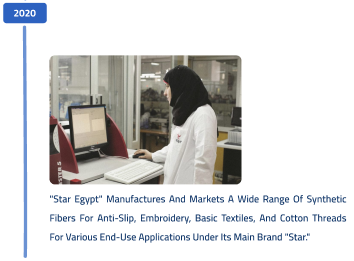 2020
"Star Egypt" Manufactures And Markets A Wide Range Of Synthetic
Fibers For Anti-Slip, Embroidery, Basic Textiles, And Cotton Threads
For Various End-Use Applications Under Its Main Brand "Star."